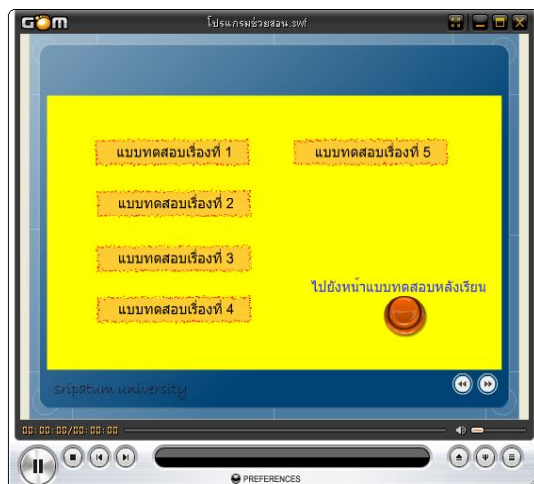 GOM
โปรแกรมช่วยสอน.swf
แบบทดสอบเรื่องที่ 1
แบบทดสอบเรื่องที่ 5
แบบทดสอบเรื่องที่ 2
แบบทดสอบเรื่องที่ 3
ไปยังหน้าแบบทดสอบหลังเรียน
แบบทดสอบเรื่องที่ 4
sripatum university
00:00:00/00:00:00
PREFERENCES